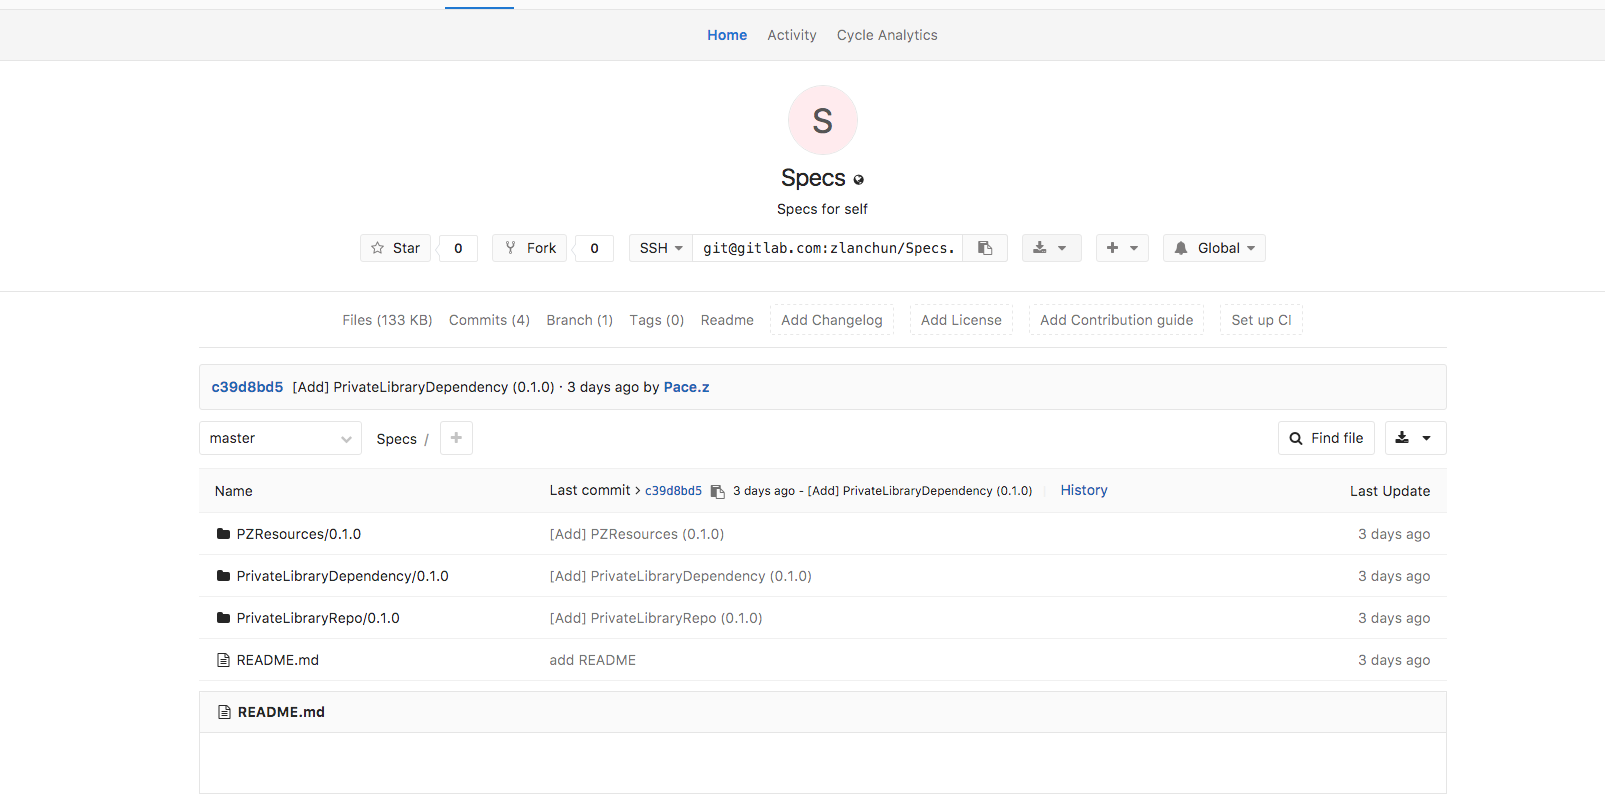 Home Activity Cycle Analytics
S
Specs
Specs for self
Star 0 Fork 0 SSH git@gitlab.com:zlanchun/Specs. Global
Files (133 KB) Commits (4) Branch (1) Tags (0) Readme Add Changelog Add License Add Contribution guide Set up CI
c39d8bd5 [Add] PrivateLibraryDependency (0.1.0) · 3 days ago by Pace.z
master Specs / + Find file
Name Last commit > c39d8bd5 3 days ago - [Add] PrivateLibraryDependency (0.1.0) History Last Update
PZResources/0.1.0 [Add] PZResources (0.1.0) 3 days ago
PrivateLibraryDependency/0.1.0 [Add] PrivateLibraryDependency (0.1.0) 3 days ago
PrivateLibraryRepo/0.1.0 [Add] PrivateLibraryRepo (0.1.0) 3 days ago
README.md add README 3 days ago
README.md